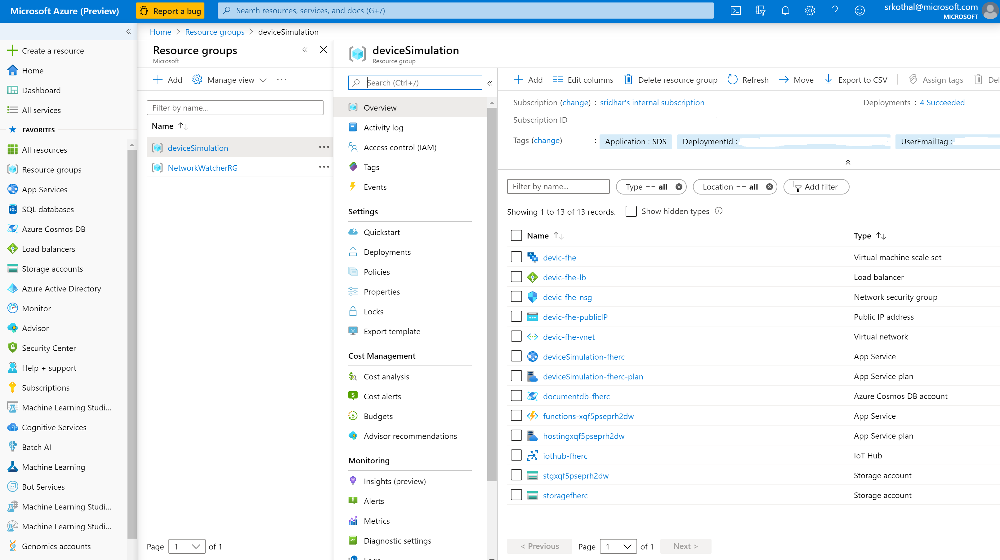 Microsoft Azure (Preview)
Report a bug
Search resources, services, and docs (G+/)
srkothal@microsoft.com
MICROSOFT
Home > Resource groups > deviceSimulation
Create a resource
Home
Dashboard
All services
FAVORITES
All resources
Resource groups
App Services
SQL databases
Azure Cosmos DB
Load balancers
Storage accounts
Azure Active Directory
Monitor
Advisor
Security Center
Help + support
Subscriptions
Machine Learning Studi...
Cognitive Services
Batch AI
Machine Learning
Bot Services
Machine Learning Studi...
Machine Learning Studi...
Genomics accounts
Resource groups
Microsoft
Add Manage view ...
Filter by name...
Name
deviceSimulation
NetworkWatcherRG
Page 1 of 1
deviceSimulation
Resource group
Search (Ctrl+/)
Overview
Activity log
Access control (IAM)
Tags
Events
Settings
Quickstart
Deployments
Policies
Properties
Locks
Export template
Cost Management
Cost analysis
Cost alerts
Budgets
Advisor recommendations
Monitoring
Insights (preview)
Alerts
Metrics
Diagnostic settings
Add Edit columns Delete resource group Refresh Move Export to CSV Assign tags Del
Subscription (change) : sridhar's internal subscription
Deployments : 4 Succeeded
Subscription ID
Tags (change) : Application : SDS DeploymentId : UserEmailTag :
Filter by name... Type == all Location == all Add filter
Showing 1 to 13 of 13 records. Show hidden types
Name Type
devic-fhe Virtual machine scale set
devic-fhe-lb Load balancer
devic-fhe-nsg Network security group
devic-fhe-publicIP Public IP address
devic-fhe-vnet Virtual network
deviceSimulation-fherc App Service
deviceSimulation-fherc-plan App Service plan
documentdb-fherc Azure Cosmos DB account
functions-xqf5pseprh2dw App Service
hostingxqf5pseprh2dw App Service plan
iothub-fherc IoT Hub
stgxqf5pseprh2dw Storage account
storagefherc Storage account
< Previous Page 1 of 1 Next >